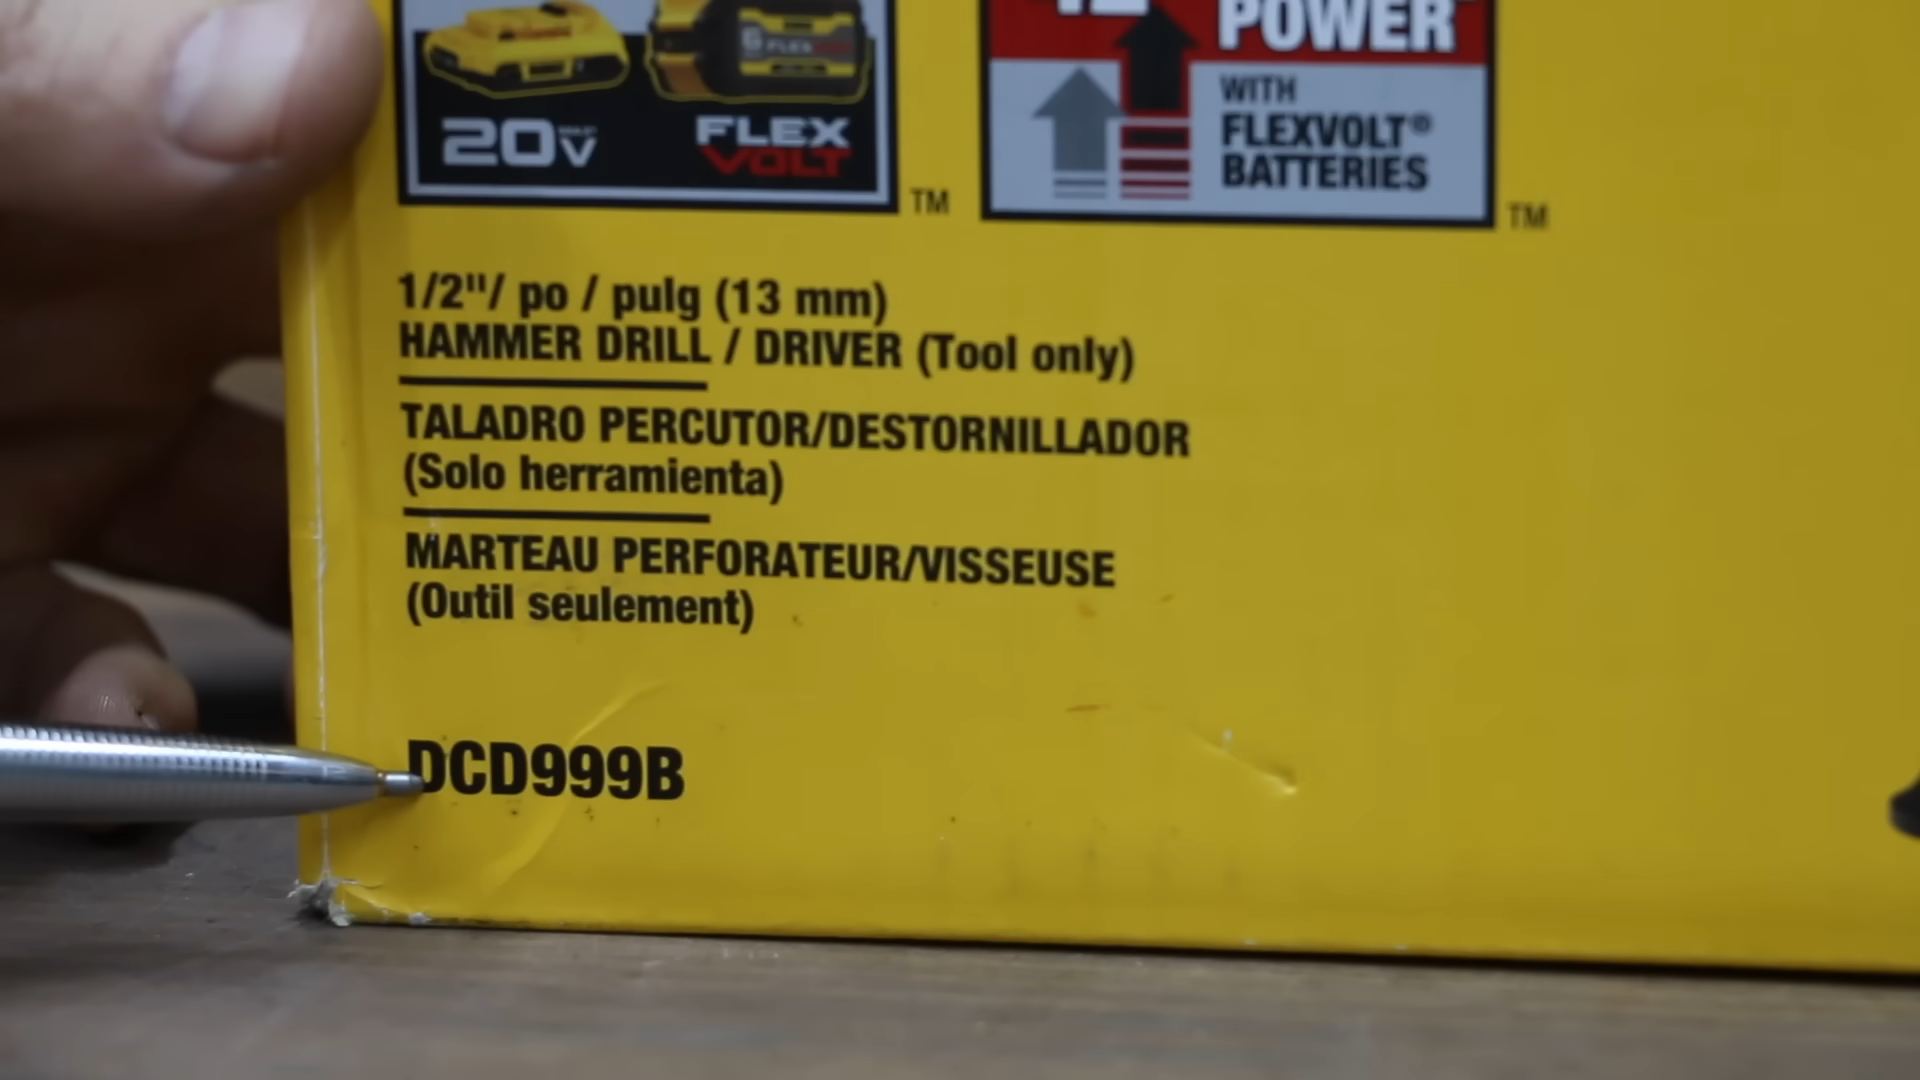 POWER
WITH
FLEXVOLT®
BATTERIES
20V
FLEX
VOLT
TM
TM
1/2"/ po / pulg (13 mm)
HAMMER DRILL / DRIVER (Tool only)
TALADRO PERCUTOR/DESTORNILLADOR
(Solo herramienta)
MARTEAU PERFORATEUR/VISSEUSE
(Outil seulement)
DCD999B